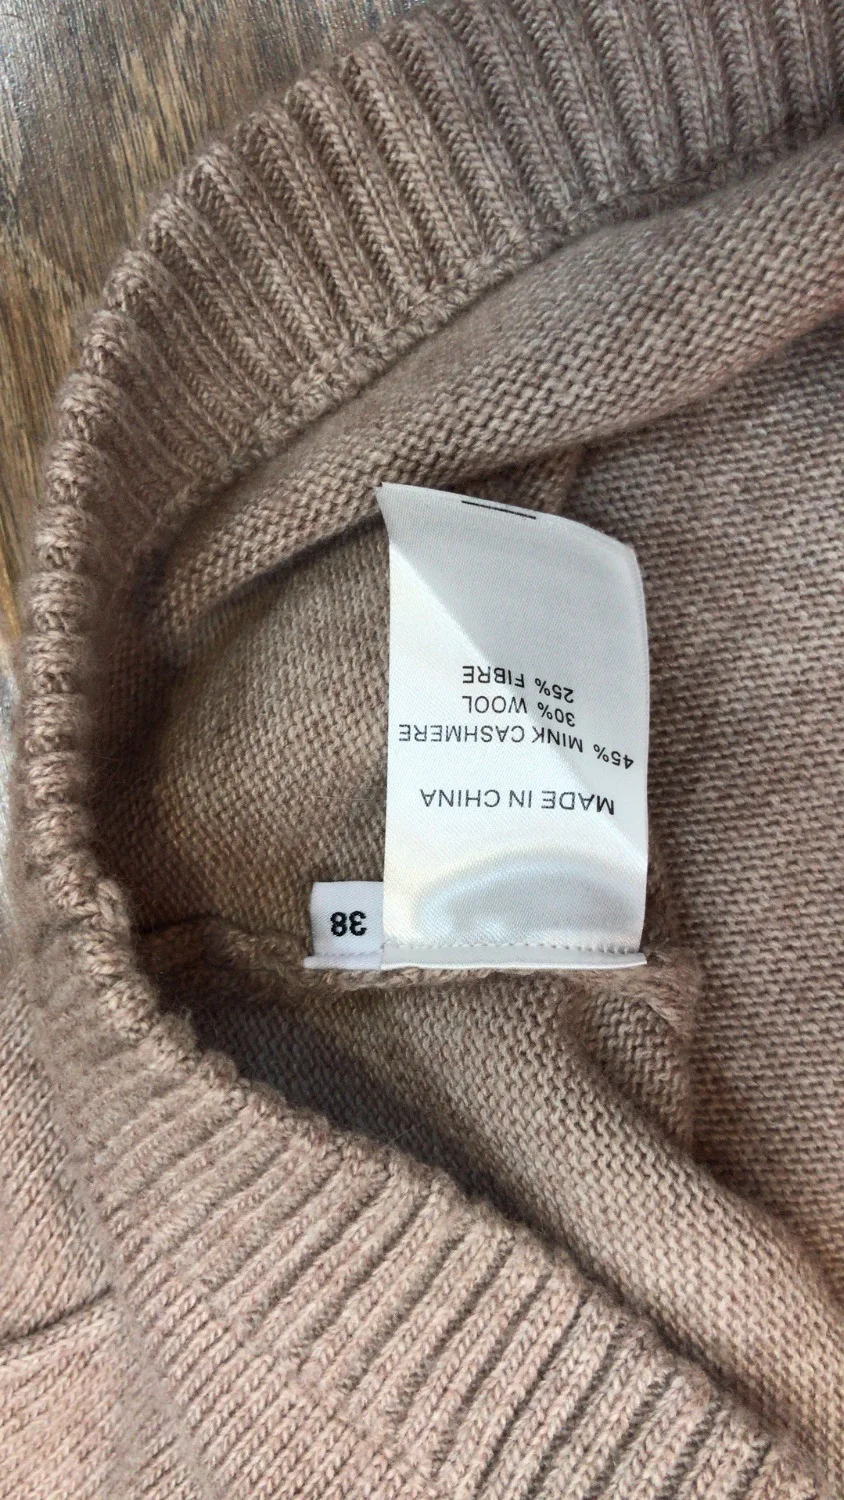 MADE IN CHINA
45% MINK CASHMERE
30% WOOL
25% FIBRE
38